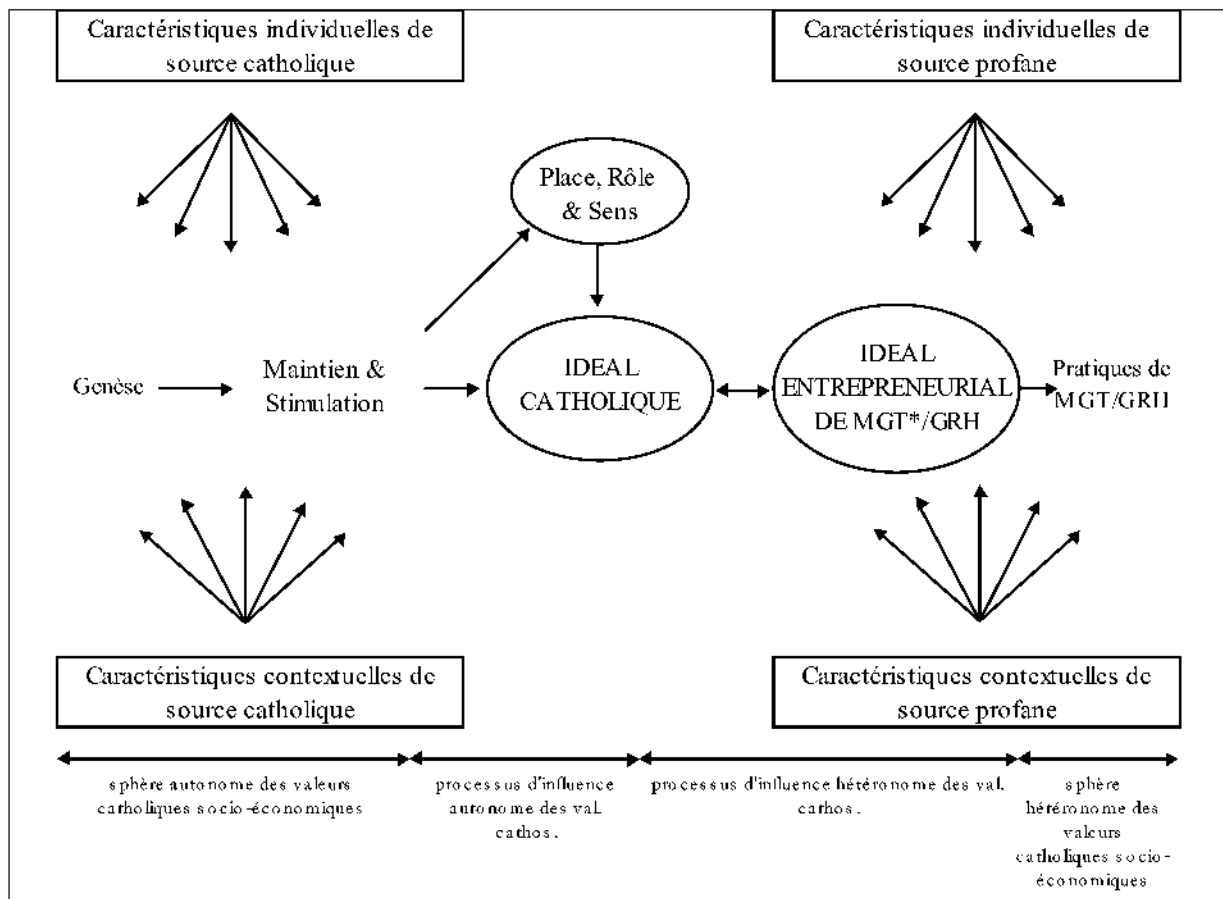 Caractéristiques individuelles de
source catholique
Caractéristiques individuelles de
source profane
Place, Rôle
& Sens
Genèse
Maintien &
Stimulation
IDEAL
CATHOLIQUE
IDEAL
ENTREPRENEURIAL
DE MGT*/GRH
Pratiques de
MGT/GRH
Caractéristiques contextuelles de
source catholique
Caractéristiques contextuelles de
source profane
sphère autonome des valeurs
catholiques socio-économiques
processus d'influence
autonome des val.
cathos.
processus d'influence hétéronome des val.
cathos.
sphère
hétéronome des
valeurs
catholiques socio-
économiques